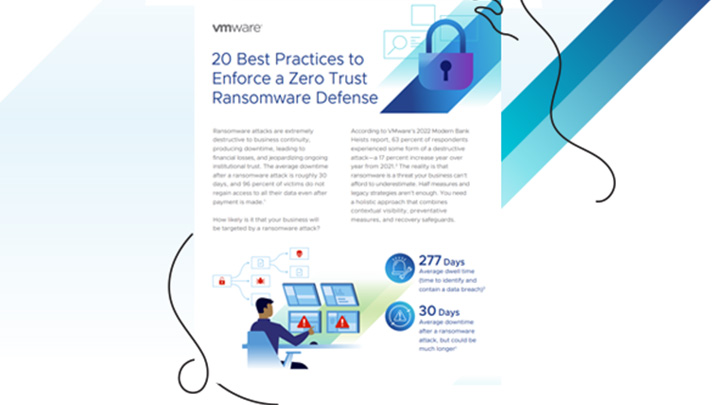 vmware
20 Best Practices to
Enforce a Zero Trust
Ransomware Defense
Ransomware attacks are extremely
destructive to business continuity,
producing downtime, leading to
financial losses, and jeopardizing ongoing
institutional trust. The average downtime
after a ransomware attack is roughly 30
days, and 96 percent of victims do not
regain access to all their data even after
payment is made.¹
How likely is it that your business will
be targeted by a ransomware attack?
According to VMware's 2022 Modern Bank
Heists report, 63 percent of respondents
experienced some form of a destructive
attack—a 17 percent increase year over
year from 2021.² The reality is that
ransomware is a threat your business can't
afford to underestimate. Half measures and
legacy strategies aren't enough. You need
a holistic approach that combines
contextual visibility, preventative
measures, and recovery safeguards.
277 Days
Average dwell time
(time to identify and
contain a data breach)
30 Days
Average downtime
after a ransomware
attack, but could be
much longer